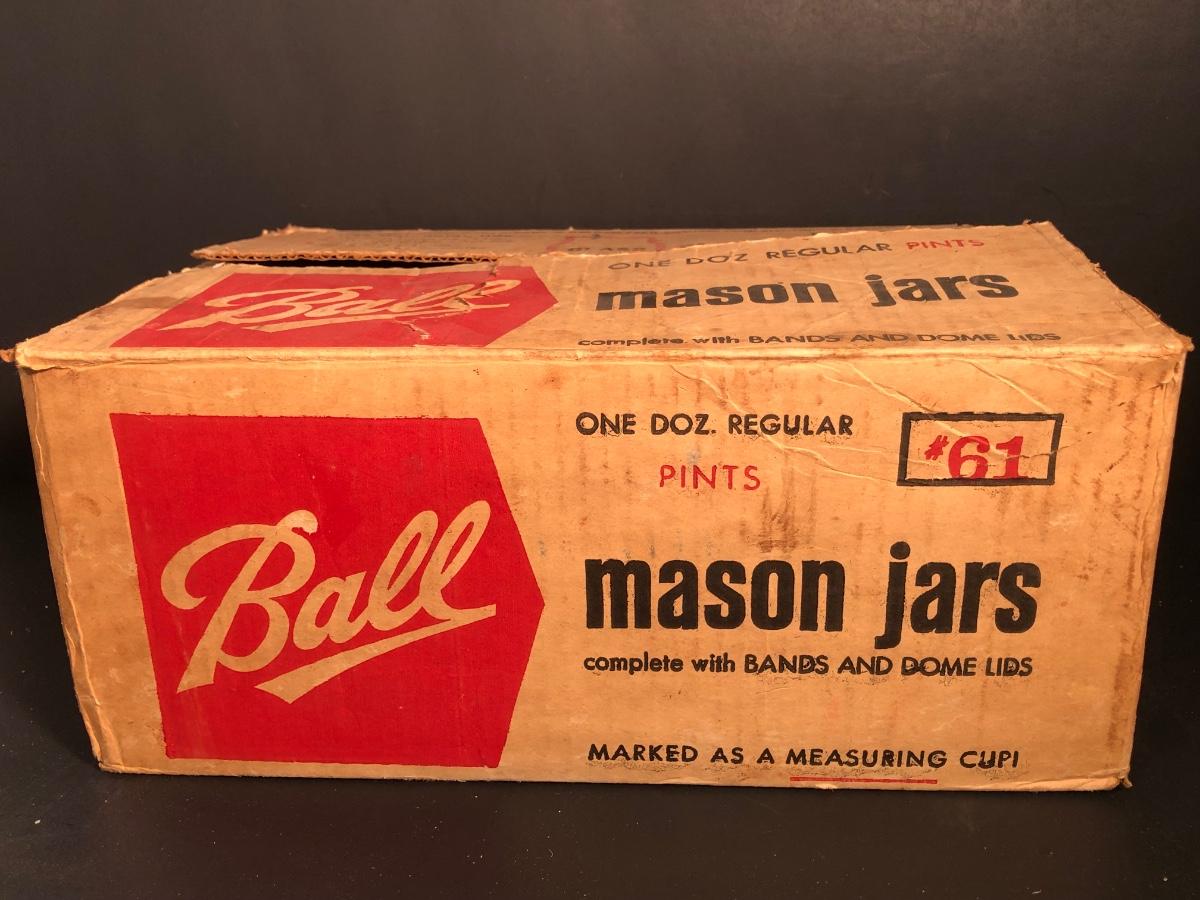 ONE DOZ REGULAR PINTS
Ball
mason jars
complete with BANDS AND DOME LIDS
ONE DOZ. REGULAR
PINTS
#61
Ball
mason jars
complete with BANDS AND DOME LIDS
MARKED AS A MEASURING CUP!